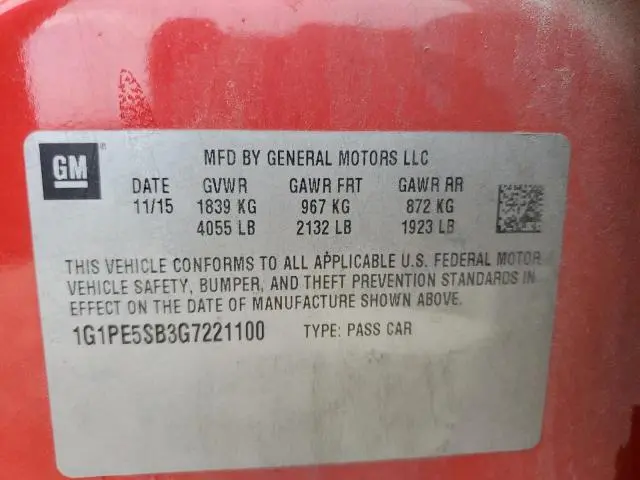 GM ®
MFD BY GENERAL MOTORS LLC
DATE GVWR GAWR FRT GAWR RR
11/15 1839 KG 967 KG 872 KG
4055 LB 2132 LB 1923 LB
THIS VEHICLE CONFORMS TO ALL APPLICABLE U.S. FEDERAL MOTOR
VEHICLE SAFETY, BUMPER, AND THEFT PREVENTION STANDARDS IN
EFFECT ON THE DATE OF MANUFACTURE SHOWN ABOVE.
1G1PE5SB3G7221100 TYPE: PASS CAR